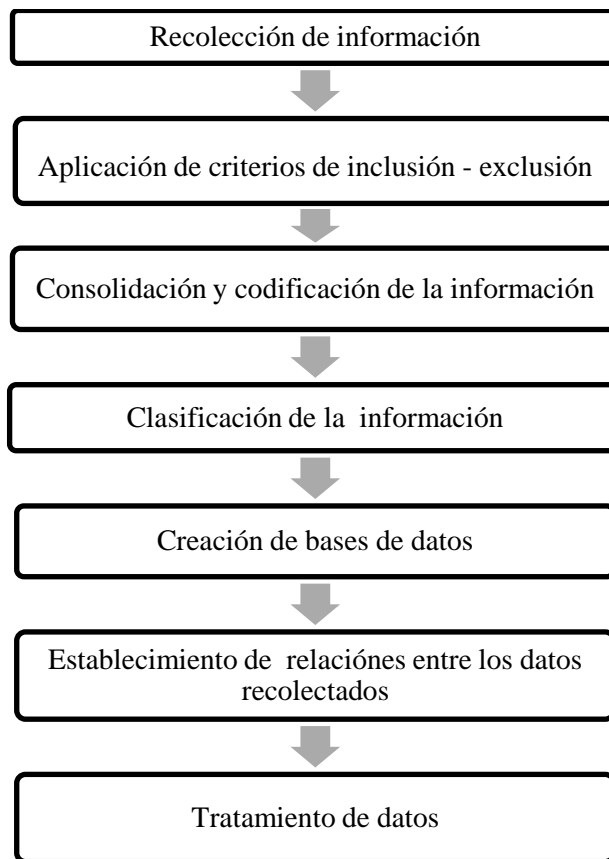 Recolección de información
Aplicación de criterios de inclusión - exclusión
Consolidación y codificación de la información
Clasificación de la  información
Creación de bases de datos
Establecimiento de  relaciónes entre los datos
recolectados
Tratamiento de datos